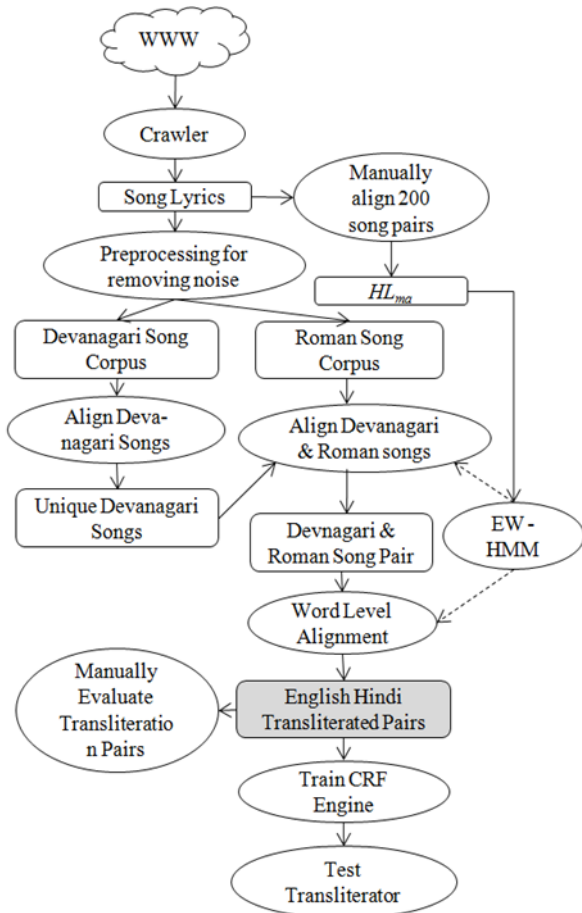 WWW
Crawler
Song Lyrics
Manually
align 200
song pairs
Preprocessing for
removing noise
HLma
Devanagari Song
Corpus
Roman Song
Corpus
Align Deva-
nagari Songs
Align Devanagari
& Roman songs
Unique Devanagari
Songs
Devnagari &
Roman Song Pair
EW -
HMM
Word Level
Alignment
Manually
Evaluate
Transliteratio
n Pairs
English Hindi
Transliterated Pairs
Train CRF
Engine
Test
Transliterator